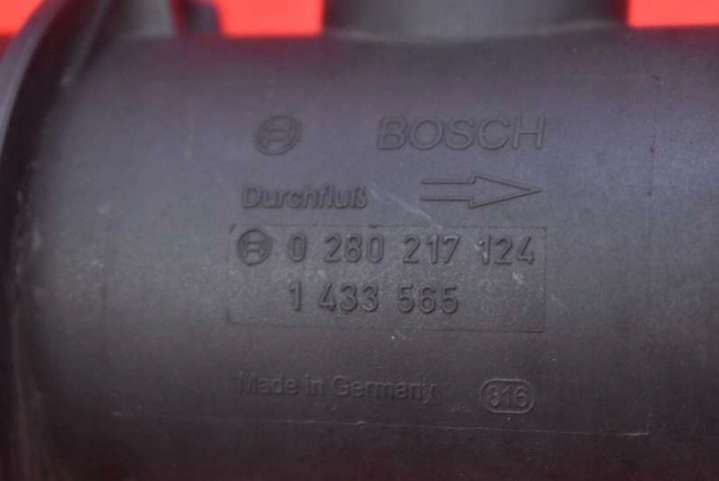 BOSCH
Durchfluß
0 280 217 124
1 433 565
Made in Germany 316